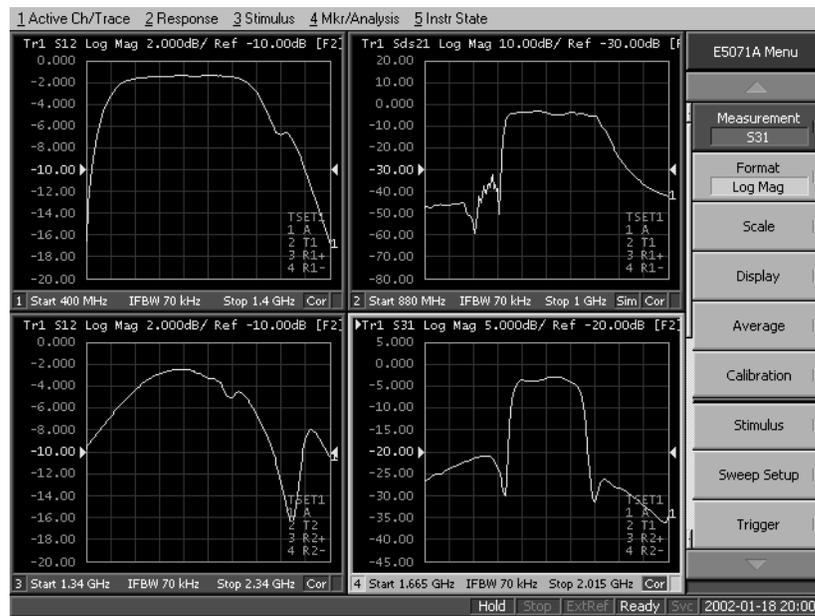 1 Active Ch/Trace 2 Response 3 Stimulus 4 Mkr/Analysis 5 Instr State
Tr1 S12 Log Mag 2.000dB/ Ref -10.00dB [F2]
0.000
-2.000
-4.000
-6.000
-8.000
-10.00
-12.00
-14.00
-16.00
-18.00
-20.00
TSET1
1 A
2 T1
3 R1+
4 R1-
1
1 Start 400 MHz IFBW 70 kHz Stop 1.4 GHz Cor
Tr1 Sds21 Log Mag 10.00dB/ Ref -30.00dB [F
20.00
10.00
0.000
-10.00
-20.00
-30.00
-40.00
-50.00
-60.00
-70.00
-80.00
TSET1
1 A
2 T1
3 R1+
4 R1-
1
2 Start 880 MHz IFBW 70 kHz Stop 1 GHz Sim Cor
Tr1 S12 Log Mag 2.000dB/ Ref -10.00dB [F2]
0.000
-2.000
-4.000
-6.000
-8.000
-10.00
-12.00
-14.00
-16.00
-18.00
-20.00
TSET1
1 A
2 T2
3 R2+
4 R2-
1
3 Start 1.34 GHz IFBW 70 kHz Stop 2.34 GHz Cor
Tr1 S31 Log Mag 5.000dB/ Ref -20.00dB [F2]
5.000
0.000
-5.000
-10.00
-15.00
-20.00
-25.00
-30.00
-35.00
-40.00
-45.00
TSET1
1 A
2 T1
3 R2+
4 R2-
1
4 Start 1.665 GHz IFBW 70 kHz Stop 2.015 GHz Cor
E5071A Menu
Measurement
S31
Format
Log Mag
Scale
Display
Average
Calibration
Stimulus
Sweep Setup
Trigger
Hold Stop ExtRef Ready Svc 2002-01-18 20:00